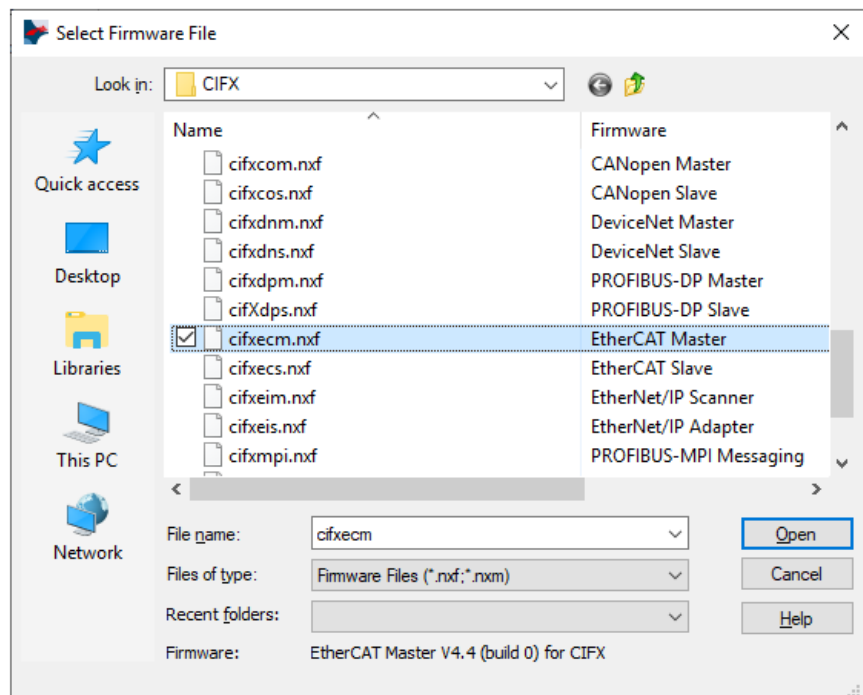 Select Firmware File
Look in: CIFX
Name Firmware
cifxcom.nxf CANopen Master
cifxcos.nxf CANopen Slave
cifxdnm.nxf DeviceNet Master
cifxdns.nxf DeviceNet Slave
cifxdpm.nxf PROFIBUS-DP Master
cifXdps.nxf PROFIBUS-DP Slave
cifxecm.nxf EtherCAT Master
cifxecs.nxf EtherCAT Slave
cifxeim.nxf EtherNet/IP Scanner
cifxeis.nxf EtherNet/IP Adapter
cifxmpi.nxf PROFIBUS-MPI Messaging
Quick access
Desktop
Libraries
This PC
Network
File name: cifxecm Open
Files of type: Firmware Files (*.nxf;*.nxm) Cancel
Recent folders: Help
Firmware: EtherCAT Master V4.4 (build 0) for CIFX